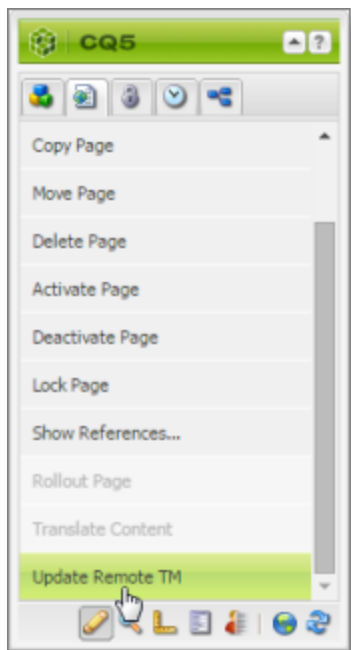 CQ5
?
Copy Page
Move Page
Delete Page
Activate Page
Deactivate Page
Lock Page
Show References...
Rollout Page
Translate Content
Update Remote TM